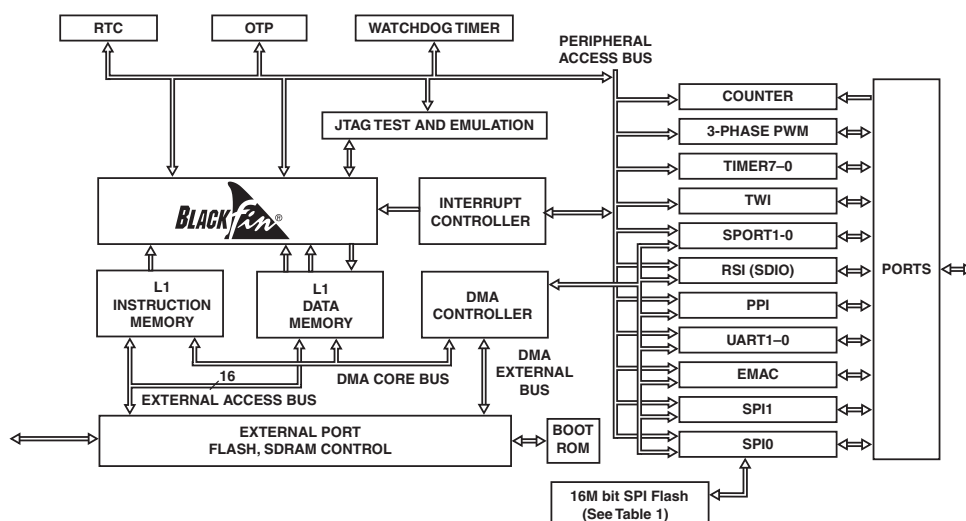 RTC
OTP
WATCHDOG TIMER
PERIPHERAL
ACCESS BUS
COUNTER
JTAG TEST AND EMULATION
3-PHASE PWM
TIMER7–0
BLACKfin®
INTERRUPT
CONTROLLER
TWI
SPORT1-0
RSI (SDIO)
PORTS
L1
INSTRUCTION
MEMORY
L1
DATA
MEMORY
DMA
CONTROLLER
PPI
UART1–0
EMAC
SPI1
SPI0
16
DMA CORE BUS
EXTERNAL ACCESS BUS
DMA
EXTERNAL
BUS
EXTERNAL PORT
FLASH, SDRAM CONTROL
BOOT
ROM
16M bit SPI Flash
(See Table 1)